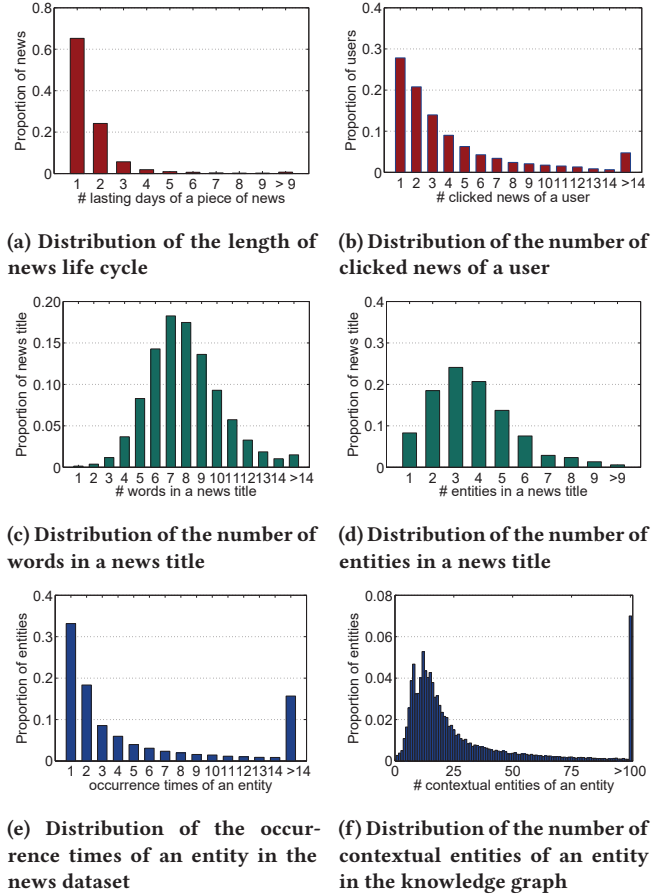 0.8
0.6
0.4
0.2
0
Proportion of news
1 2 3 4 5 6 7 8 9 > 9
# lasting days of a piece of news
(a) Distribution of the length of
news life cycle
0.4
0.3
0.2
0.1
0
Proportion of users
1 2 3 4 5 6 7 8 9 10 11 12 13 14 >14
# clicked news of a user
(b) Distribution of the number of
clicked news of a user
0.20
0.15
0.10
0.05
0
Proportion of news title
1 2 3 4 5 6 7 8 9 10 11 12 13 14 >14
# words in a news title
(c) Distribution of the number of
words in a news title
0.4
0.3
0.2
0.1
0
Proportion of news title
1 2 3 4 5 6 7 8 9 >9
# entities in a news title
(d) Distribution of the number of
entities in a news title
0.4
0.3
0.2
0.1
0
Proportion of entities
1 2 3 4 5 6 7 8 9 10 11 12 13 14 >14
occurrence times of an entity
(e) Distribution of the occur-
rence times of an entity in the
news dataset
0.08
0.06
0.04
0.02
0
Proportion of entities
0 25 50 75 >100
# contextual entities of an entity
(f) Distribution of the number of
contextual entities of an entity
in the knowledge graph